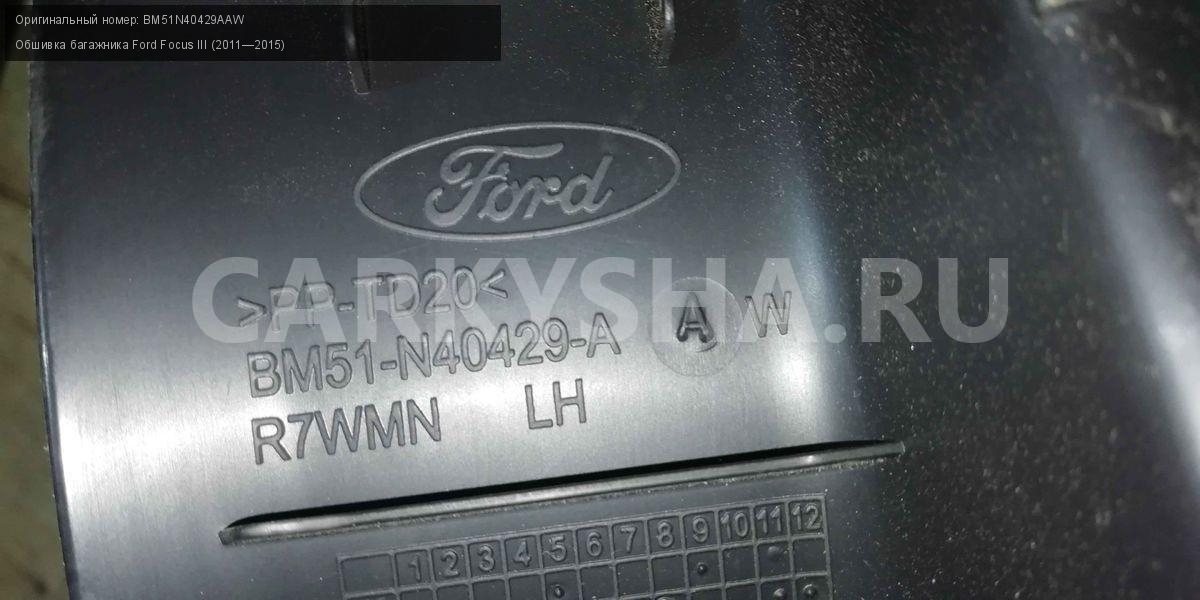 Оригинальный номер: BM51N40429AAW
Обшивка багажника Ford Focus III (2011—2015)
Ford
>PP-TD20<
CARKYSHA.RU
BM51-N40429-A A W
R7WMN LH
1 2 3 4 5 6 7 8 9 10 11 12